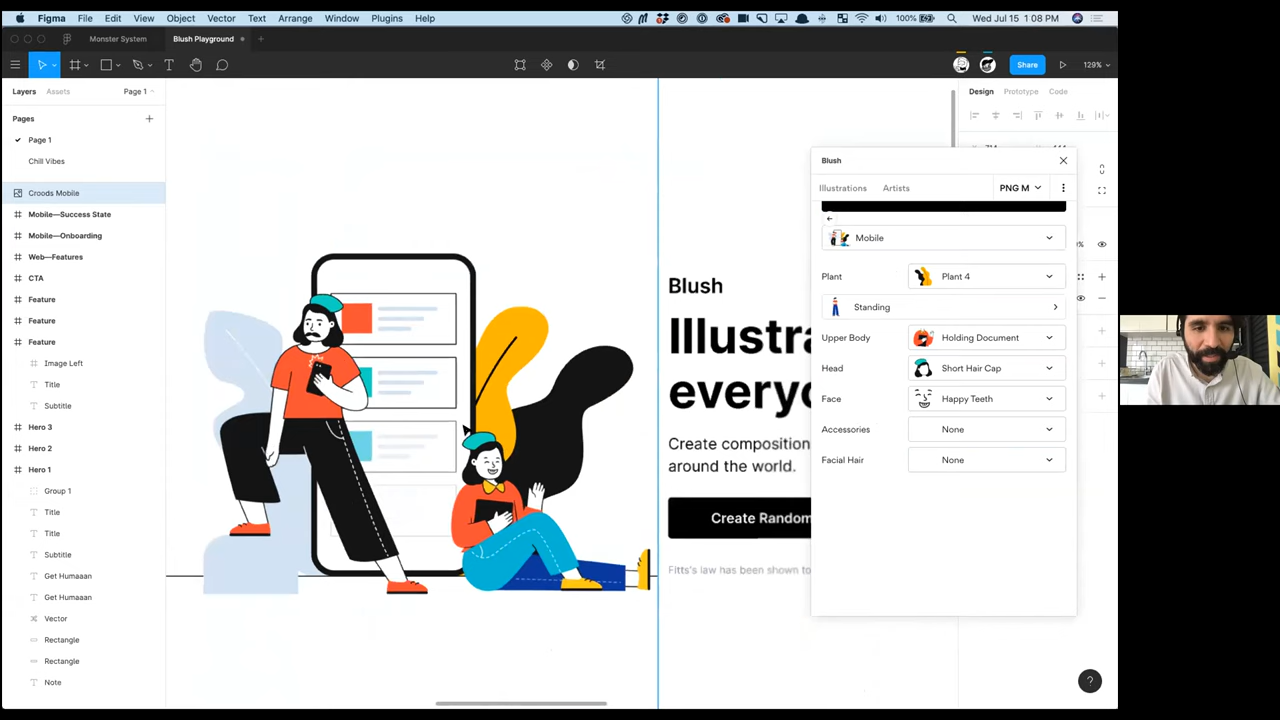 Figma File Edit View Object Vector Text Arrange Window Plugins Help 100% Wed Jul 15 1:08 PM
Monster System Blush Playground
Share 129%
Layers Assets Page 1
Design Prototype Code
Pages
Page 1
Chill Vibes
Croods Mobile
Mobile—Success State
Mobile—Onboarding
Web—Features
CTA
Feature
Feature
Feature
Image Left
Title
Subtitle
Hero 3
Hero 2
Hero 1
Group 1
Title
Title
Subtitle
Get Humaaan
Get Humaaan
Vector
Rectangle
Rectangle
Note
Blush
Illustra
everyo
Create composition
around the world.
Create Random
Fitts's law has been shown to
Blush
Illustrations Artists PNG M
Mobile
Plant Plant 4
Standing
Upper Body Holding Document
Head Short Hair Cap
Face Happy Teeth
Accessories None
Facial Hair None
?